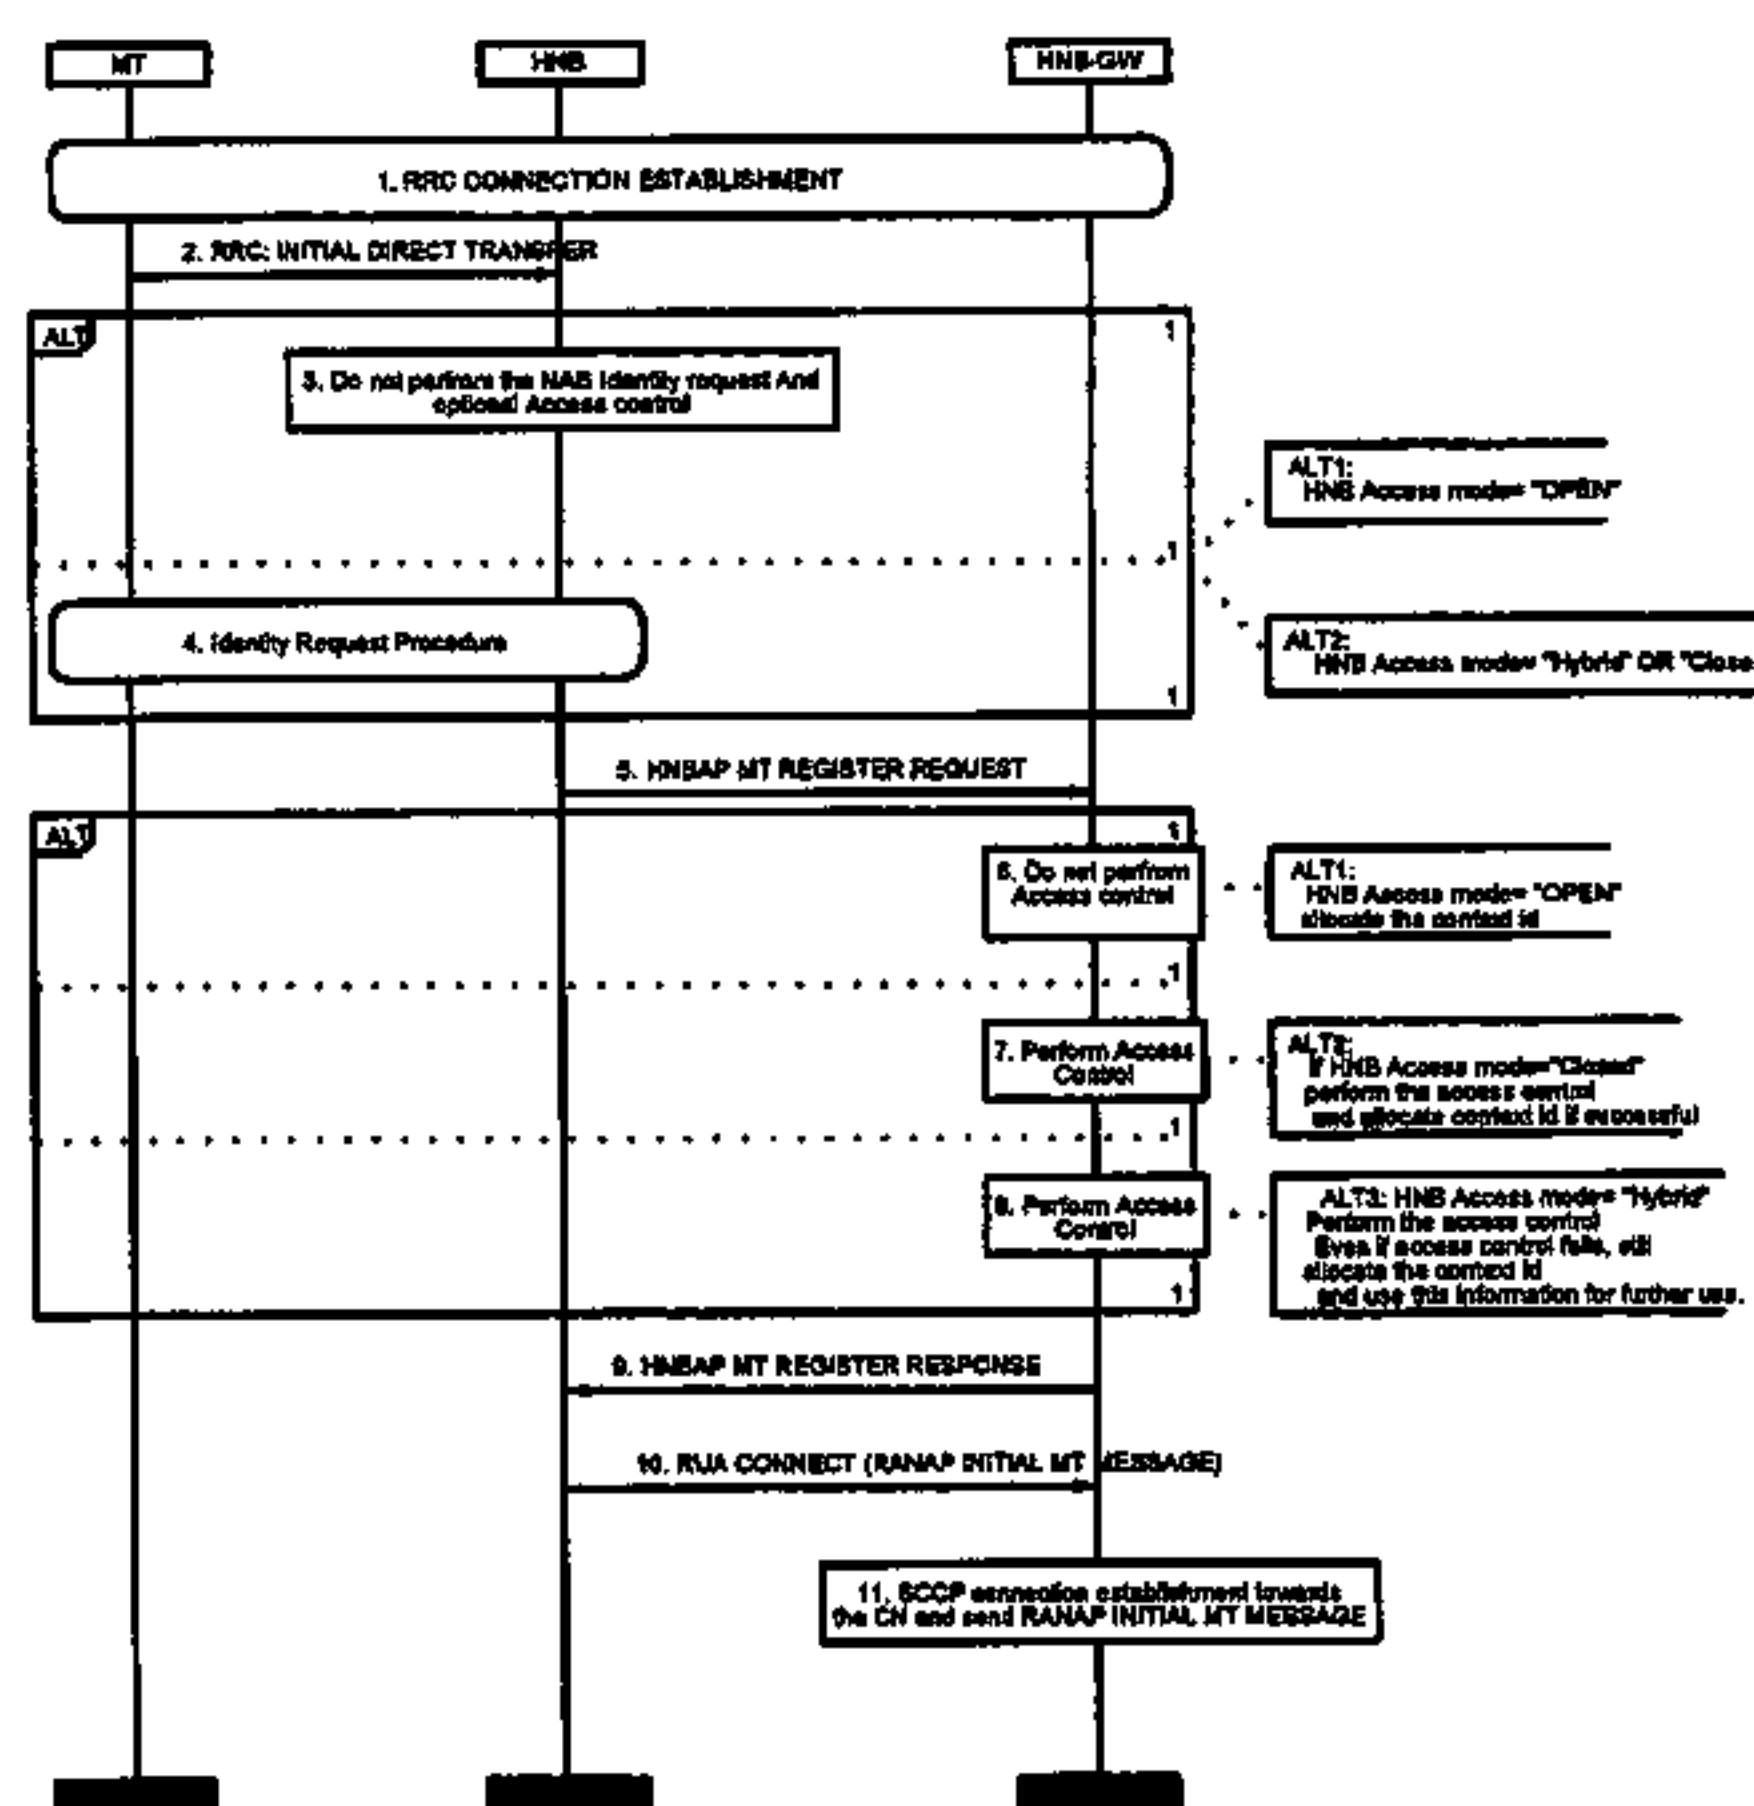 MT
HNB
HNB-GW
1. RRC CONNECTION ESTABLISHMENT
2. RRC: INITIAL DIRECT TRANSFER
ALT
1
3. Do not perfrom the NAS Identity request And
optional Access control
ALT1:
HNB Access mode= "OPEN"
1
4. Identity Request Procedure
ALT2:
HNB Access mode= "Hybrid" OR "Close
1
5. HNBAP MT REGISTER REQUEST
ALT
1
6. Do not perfrom
Access control
ALT1:
HNB Access mode= "OPEN"
allocate the context id
1
7. Perform Access
Control
ALT2:
If HNB Access mode="Closed"
perform the access control
and allocate context id if successful
1
8. Perform Access
Control
ALT3: HNB Access mode= "Hybrid"
Perform the access control
Even if access control fails, still
allocate the context id
and use this information for further use.
1
9. HNBAP MT REGISTER RESPONSE
10. RUA CONNECT (RANAP INITIAL MT MESSAGE)
11. SCCP connection establishment towards
the CN and send RANAP INITIAL MT MESSAGE